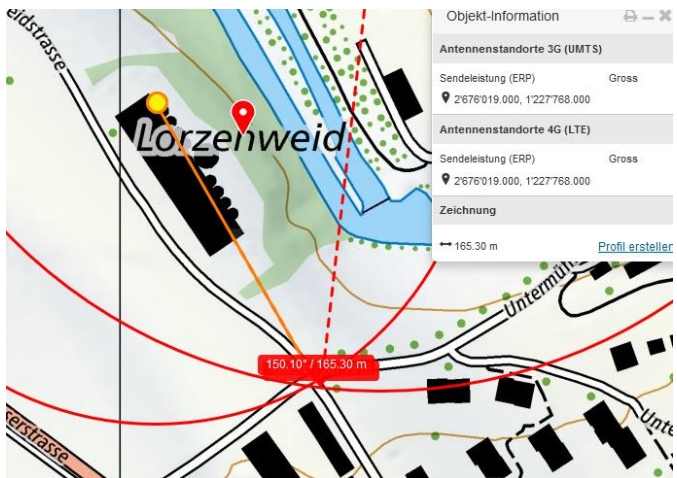 Objekt-Information
Antennenstandorte 3G (UMTS)
Sendeleistung (ERP) Gross
2'676'019.000, 1'227'768.000
Antennenstandorte 4G (LTE)
Sendeleistung (ERP) Gross
2'676'019.000, 1'227'768.000
Zeichnung
165.30 m Profil erstellen
eidstrasse
Lorzenweid
Untermüh
150.10° / 165.30 m
Unte
serstrasse